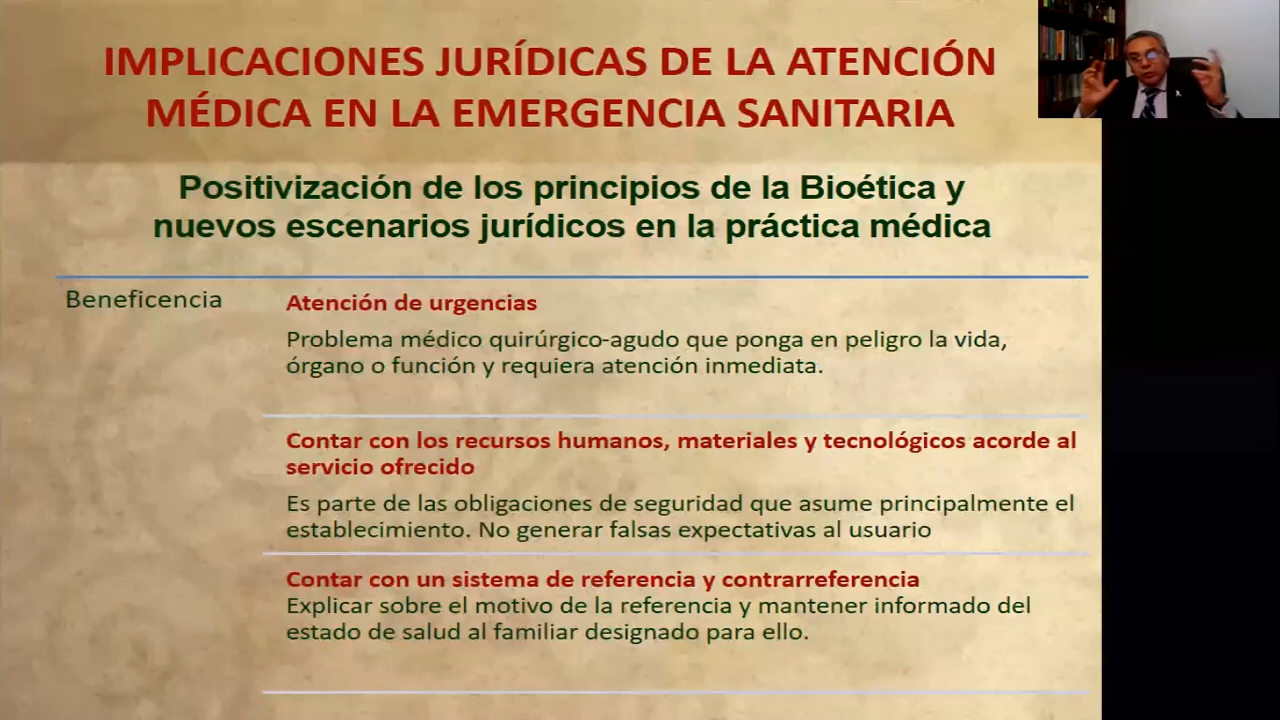 IMPLICACIONES JURÍDICAS DE LA ATENCIÓN
MÉDICA EN LA EMERGENCIA SANITARIA
Positivización de los principios de la Bioética y
nuevos escenarios jurídicos en la práctica médica
Beneficencia
Atención de urgencias
Problema médico quirúrgico-agudo que ponga en peligro la vida,
órgano o función y requiera atención inmediata.
Contar con los recursos humanos, materiales y tecnológicos acorde al
servicio ofrecido
Es parte de las obligaciones de seguridad que asume principalmente el
establecimiento. No generar falsas expectativas al usuario
Contar con un sistema de referencia y contrarreferencia
Explicar sobre el motivo de la referencia y mantener informado del
estado de salud al familiar designado para ello.